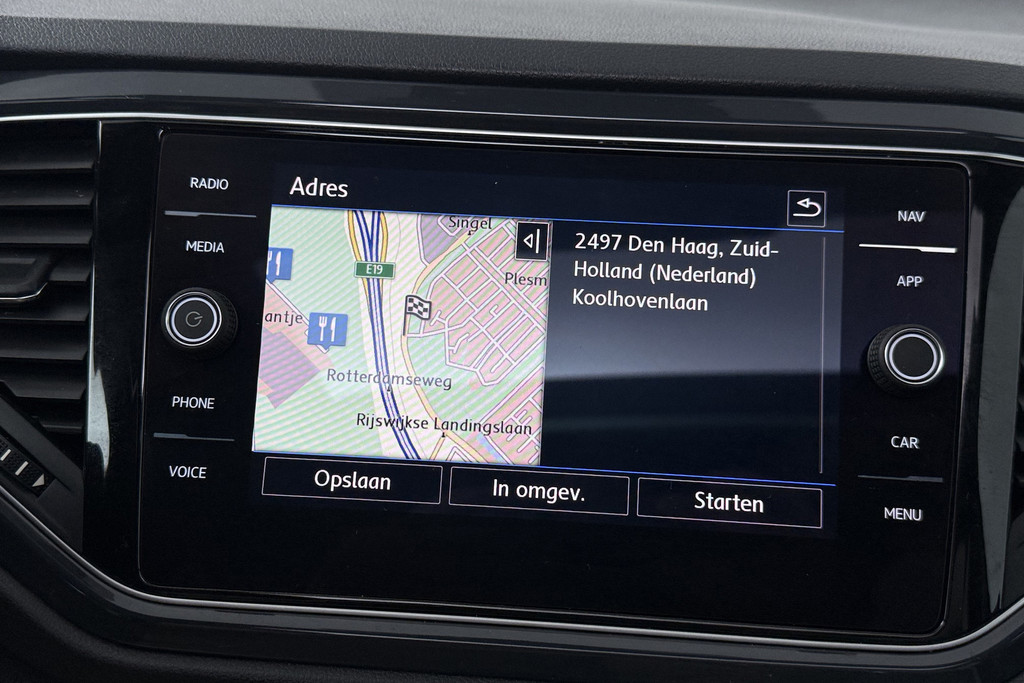 RADIO
MEDIA
PHONE
VOICE
Adres
Singel
E19
Plesm
antje
Rotterdamseweg
Rijswijkse Landingslaan
2497 Den Haag, Zuid-
Holland (Nederland)
Koolhovenlaan
Opslaan
In omgev.
Starten
NAV
APP
CAR
MENU